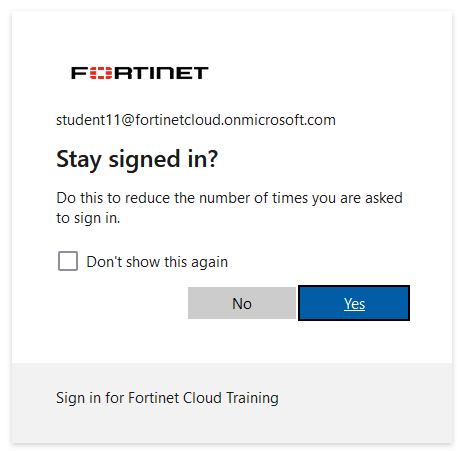 FORTINET
student11@fortinetcloud.onmicrosoft.com
Stay signed in?
Do this to reduce the number of times you are asked
to sign in.
Don't show this again
No
Yes
Sign in for Fortinet Cloud Training